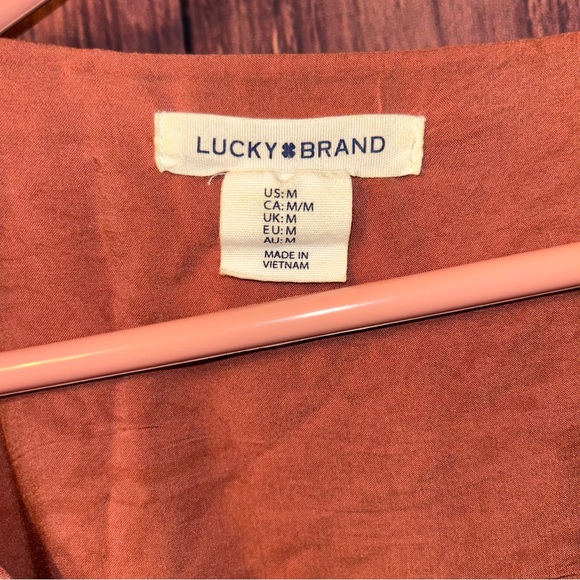 LUCKY BRAND
US: M
CA: M/M
UK: M
EU: M
AU: M
MADE IN
VIETNAM